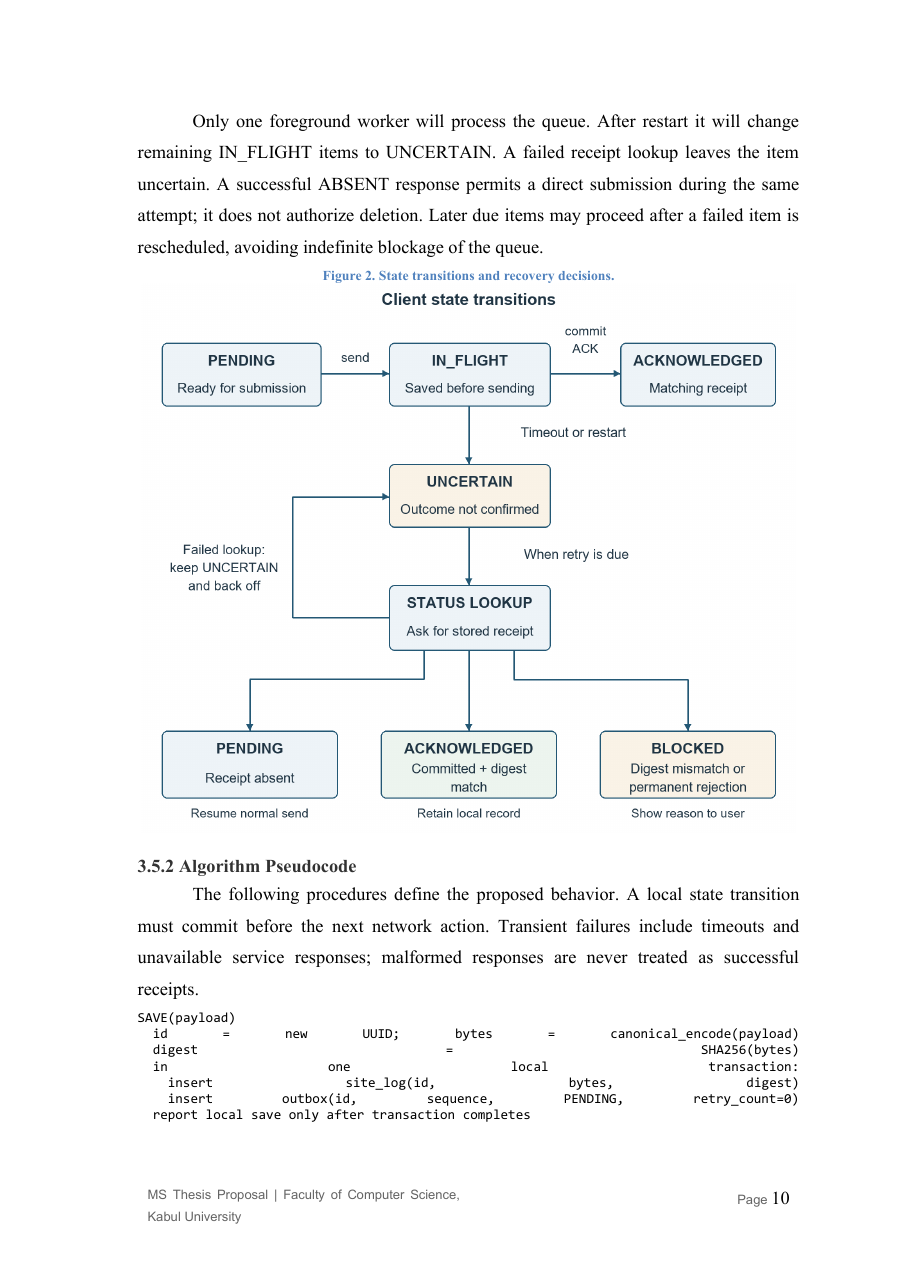 Only one foreground worker will process the queue. After restart it will change
remaining IN_FLIGHT items to UNCERTAIN. A failed receipt lookup leaves the item
uncertain. A successful ABSENT response permits a direct submission during the same
attempt; it does not authorize deletion. Later due items may proceed after a failed item is
rescheduled, avoiding indefinite blockage of the queue.
Figure 2. State transitions and recovery decisions.
Client state transitions
PENDING
Ready for submission
send
IN_FLIGHT
Saved before sending
commit
ACK
ACKNOWLEDGED
Matching receipt
Timeout or restart
UNCERTAIN
Outcome not confirmed
Failed lookup:
keep UNCERTAIN
and back off
When retry is due
STATUS LOOKUP
Ask for stored receipt
PENDING
Receipt absent
Resume normal send
ACKNOWLEDGED
Committed + digest
match
Retain local record
BLOCKED
Digest mismatch or
permanent rejection
Show reason to user
3.5.2 Algorithm Pseudocode
The following procedures define the proposed behavior. A local state transition
must commit before the next network action. Transient failures include timeouts and
unavailable service responses; malformed responses are never treated as successful
receipts.
SAVE(payload)
id = new UUID; bytes = canonical_encode(payload)
digest = SHA256(bytes)
in one local transaction:
insert site_log(id, bytes, digest)
insert outbox(id, sequence, PENDING, retry_count=0)
report local save only after transaction completes
MS Thesis Proposal | Faculty of Computer Science,
Kabul University
Page 10